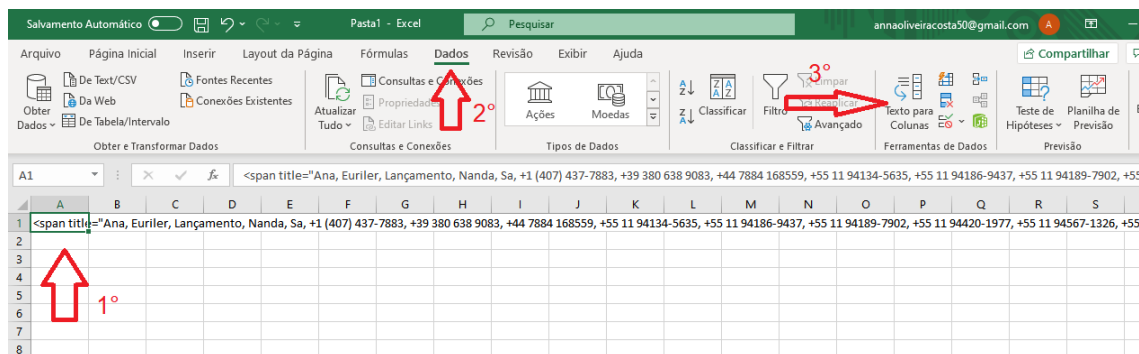 Salvamento Automático
Pasta1 - Excel
Pesquisar
annaoliveiracosta50@gmail.com
A
Arquivo Página Inicial Inserir Layout da Página Fórmulas Dados Revisão Exibir Ajuda
Compartilhar
De Text/CSV
Da Web
De Tabela/Intervalo
Obter
Dados
Fontes Recentes
Conexões Existentes
Obter e Transformar Dados
Atualizar
Tudo
Consultas e Conexões
Propriedades
Editar Links
Consultas e Conexões
2°
Ações
Moedas
Tipos de Dados
Classificar
Filtro
Limpar
Reaplicar
Avançado
Classificar e Filtrar
3°
Texto para
Colunas
Ferramentas de Dados
Teste de
Hipóteses
Planilha de
Previsão
Previsão
A1
fx
<span title="Ana, Euriler, Lançamento, Nanda, Sa, +1 (407) 437-7883, +39 380 638 9083, +44 7884 168559, +55 11 94134-5635, +55 11 94186-9437, +55 11 94189-7902, +55
A B C D E F G H I J K L M N O P Q R S
1 <span title="Ana, Euriler, Lançamento, Nanda, Sa, +1 (407) 437-7883, +39 380 638 9083, +44 7884 168559, +55 11 94134-5635, +55 11 94186-9437, +55 11 94189-7902, +55 11 94420-1977, +55 11 94567-1326, +55
2
3
4
5
6
7
8
1°